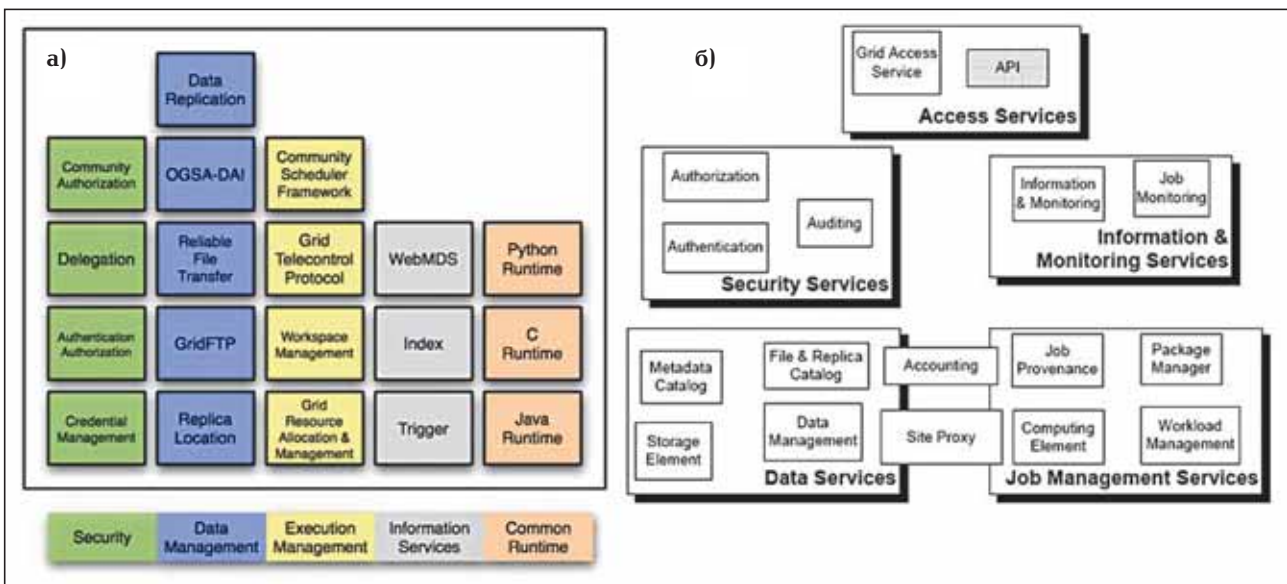 а)
Data
Replication
Community
Authorization
OGSA-DAI
Community
Scheduler
Framework
Delegation
Reliable
File
Transfer
Grid
Telecontrol
Protocol
WebMDS
Python
Runtime
Authentication
Authorization
GridFTP
Workspace
Management
Index
C
Runtime
Credential
Management
Replica
Location
Grid
Resource
Allocation &
Management
Trigger
Java
Runtime
Security
Data
Management
Execution
Management
Information
Services
Common
Runtime
б)
Grid Access
Service
API
Access Services
Authorization
Authentication
Auditing
Security Services
Information
& Monitoring
Job
Monitoring
Information &
Monitoring Services
Metadata
Catalog
File & Replica
Catalog
Storage
Element
Data
Management
Data Services
Accounting
Site Proxy
Job
Provenance
Package
Manager
Computing
Element
Workload
Management
Job Management Services